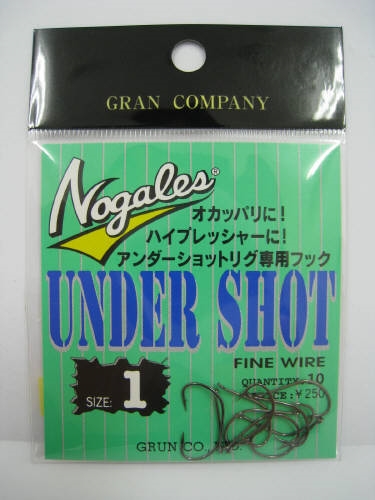 GRAN COMPANY
Nogales®
オカッパリに!
ハイプレッシャーに!
アンダーショットリグ専用フック
UNDER SHOT
FINE WIRE
QUANTITY:10
:¥250
SIZE: 1
GRUN CO.,